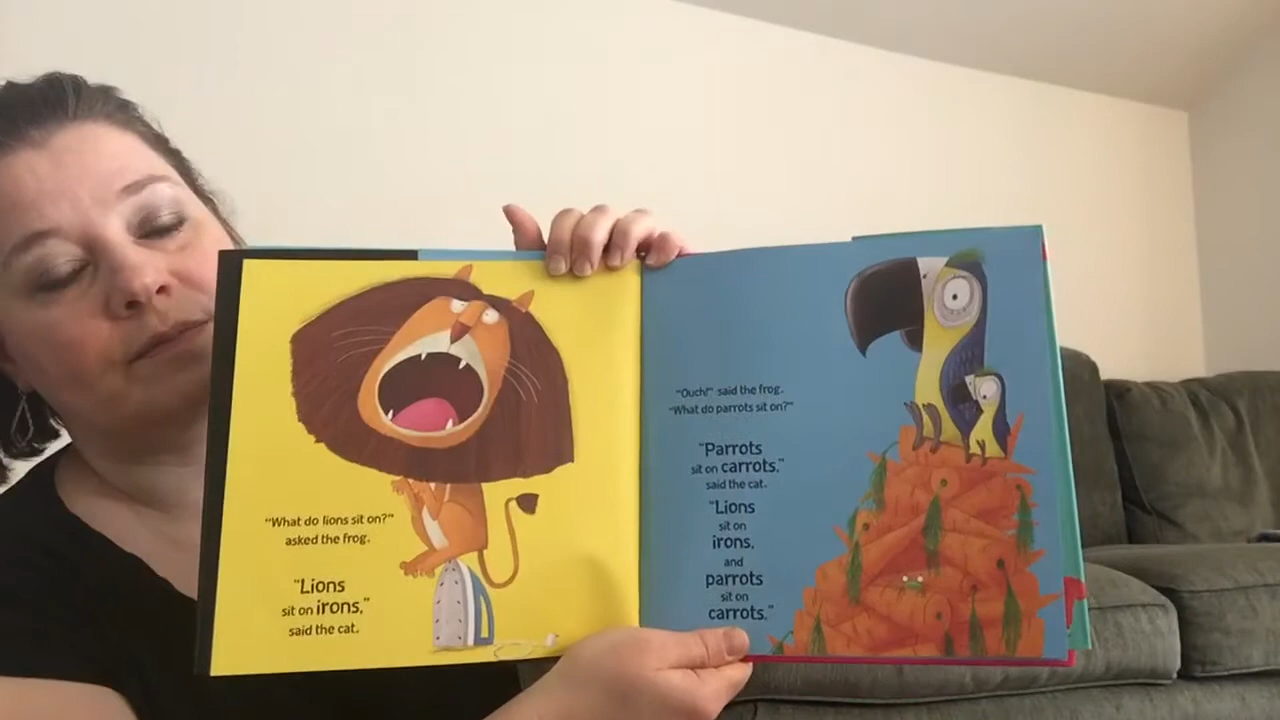 "What do lions sit on?"
asked the frog.
"Lions
sit on irons,"
said the cat.
"Ouch!" said the frog.
"What do parrots sit on?"
"Parrots
sit on carrots,"
said the cat.
"Lions
sit on
irons,
and
parrots
sit on
carrots."